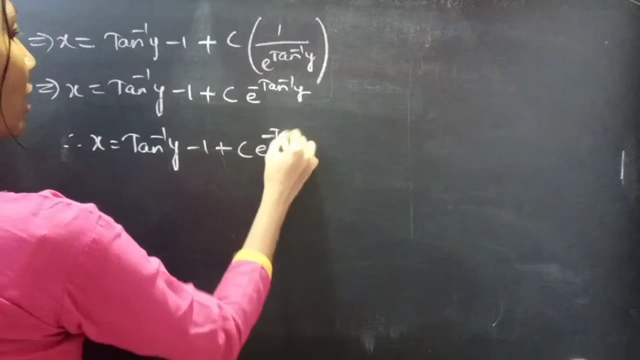 ⇒ x = Tan⁻¹y - 1 + C (1/e^(Tan⁻¹y))
⇒ x = Tan⁻¹y - 1 + C e^(-Tan⁻¹y)
∴ x = Tan⁻¹y - 1 + C e^-T